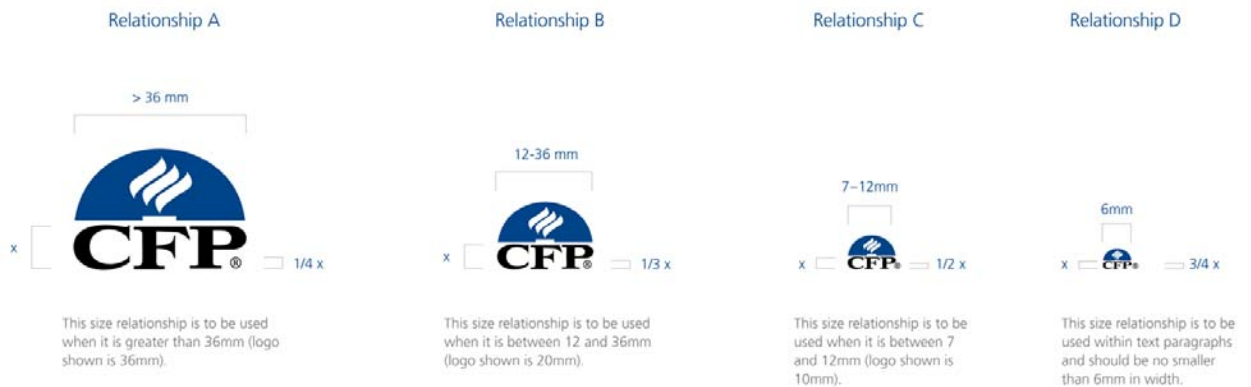 Relationship A
> 36 mm
x
CFP®
1/4 x
This size relationship is to be used
when it is greater than 36mm (logo
shown is 36mm).
Relationship B
12-36 mm
x
CFP®
1/3 x
This size relationship is to be used
when it is between 12 and 36mm
(logo shown is 20mm).
Relationship C
7–12mm
x
CFP®
1/2 x
This size relationship is to be
used when it is between 7
and 12mm (logo shown is
10mm).
Relationship D
6mm
x
CFP®
3/4 x
This size relationship is to be
used within text paragraphs
and should be no smaller
than 6mm in width.